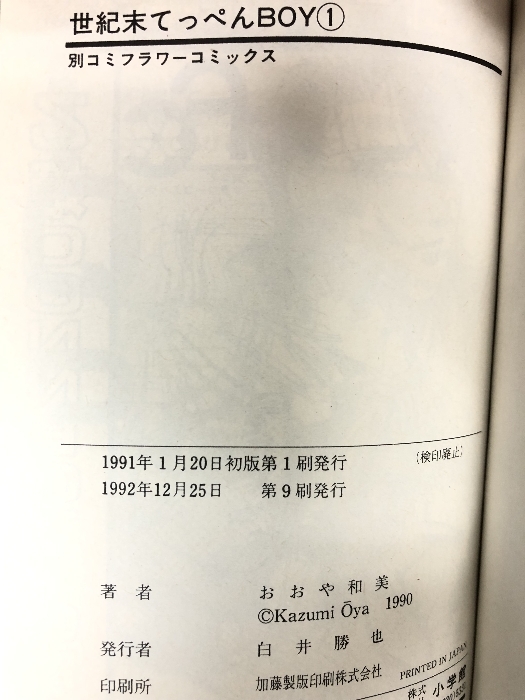 世紀末てっぺんBOY①
別コミフラワーコミックス
1991年1月20日初版第1刷発行 (検印廃止)
1992年12月25日 第9刷発行
著者 おおや和美
©Kazumi Ōya 1990
発行者 白井勝也
印刷所 加藤製版印刷株式会社
PRINTED IN JAPAN
株式 小学館